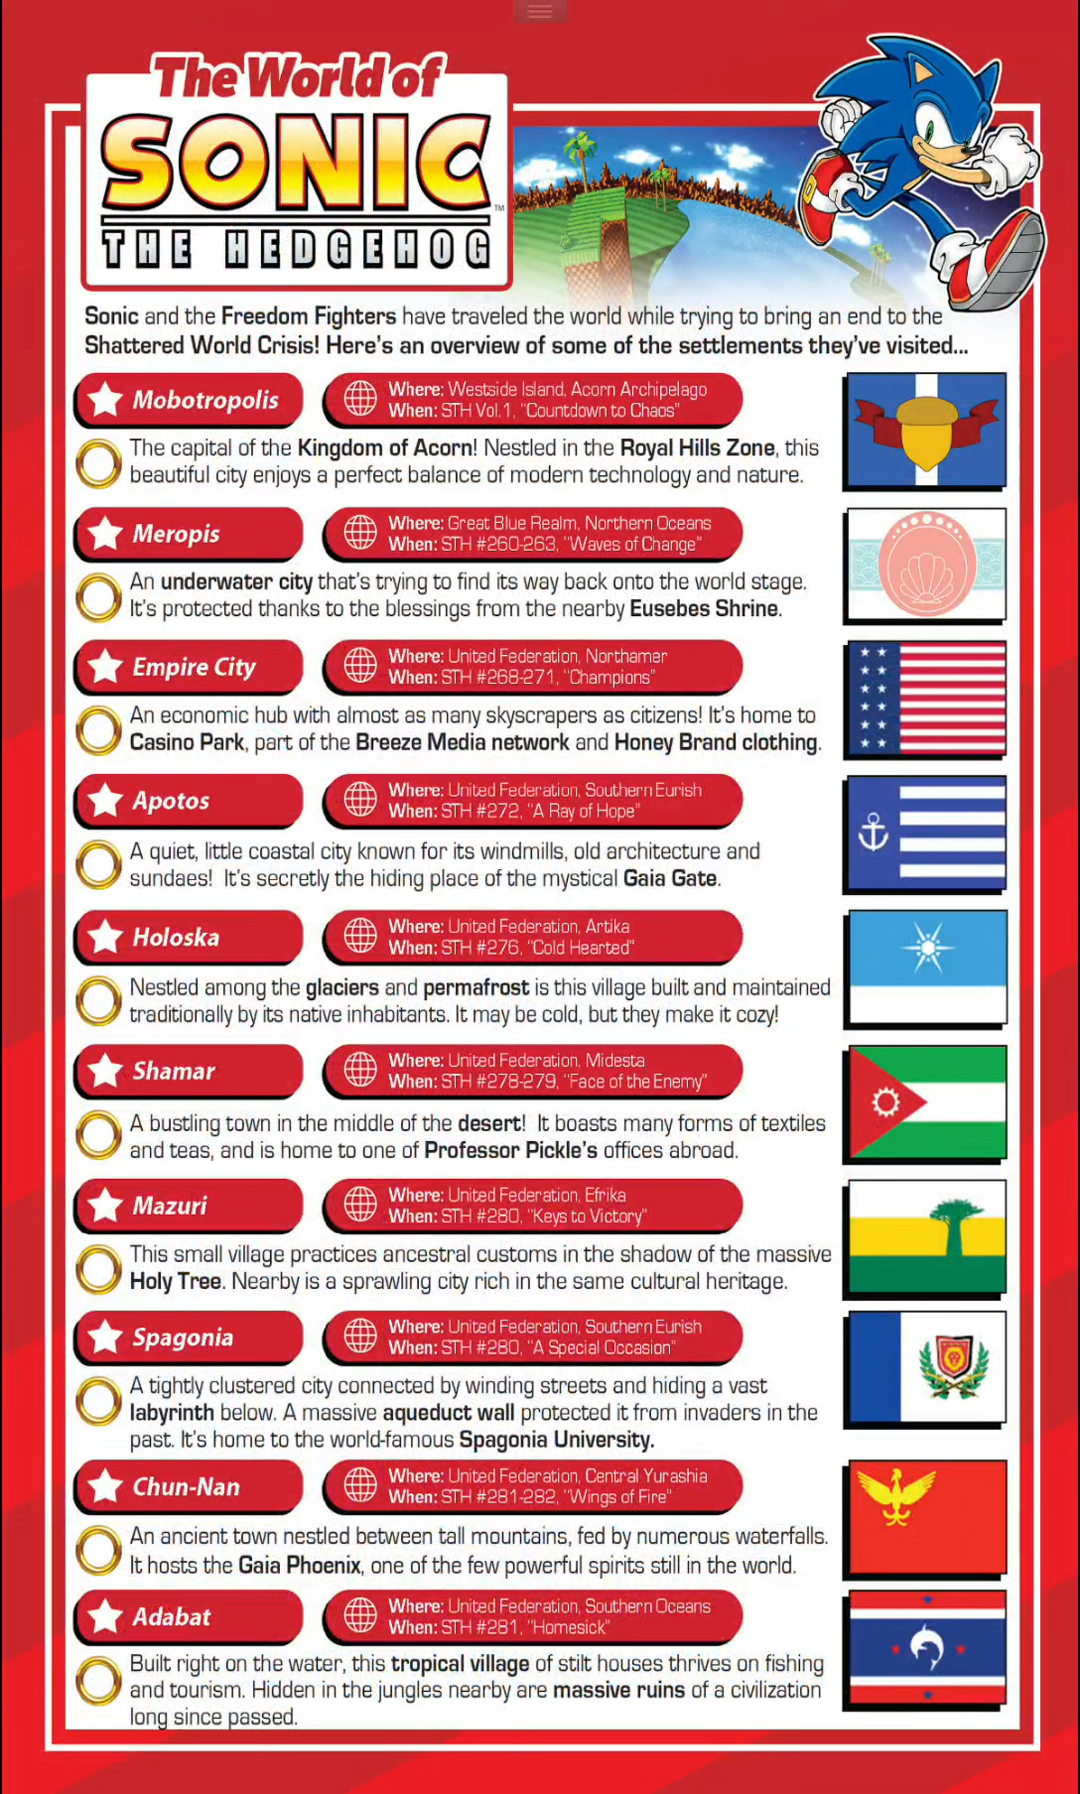 The World of
SONIC
THE HEDGEHOG
TM
Sonic and the Freedom Fighters have traveled the world while trying to bring an end to the
Shattered World Crisis! Here's an overview of some of the settlements they've visited...
Mobotropolis
Where: Westside Island, Acorn Archipelago
When: STH Vol.1, "Countdown to Chaos"
The capital of the Kingdom of Acorn! Nestled in the Royal Hills Zone, this
beautiful city enjoys a perfect balance of modern technology and nature.
Meropis
Where: Great Blue Realm, Northern Oceans
When: STH #260-263, "Waves of Change"
An underwater city that's trying to find its way back onto the world stage.
It's protected thanks to the blessings from the nearby Eusebes Shrine.
Empire City
Where: United Federation, Northamer
When: STH #268-271, "Champions"
An economic hub with almost as many skyscrapers as citizens! It's home to
Casino Park, part of the Breeze Media network and Honey Brand clothing.
Apotos
Where: United Federation, Southern Eurish
When: STH #272, "A Ray of Hope"
A quiet, little coastal city known for its windmills, old architecture and
sundaes! It's secretly the hiding place of the mystical Gaia Gate.
Holoska
Where: United Federation, Artika
When: STH #276, "Cold Hearted"
Nestled among the glaciers and permafrost is this village built and maintained
traditionally by its native inhabitants. It may be cold, but they make it cozy!
Shamar
Where: United Federation, Midesta
When: STH #278-279, "Face of the Enemy"
A bustling town in the middle of the desert! It boasts many forms of textiles
and teas, and is home to one of Professor Pickle's offices abroad.
Mazuri
Where: United Federation, Efrika
When: STH #280, "Keys to Victory"
This small village practices ancestral customs in the shadow of the massive
Holy Tree. Nearby is a sprawling city rich in the same cultural heritage.
Spagonia
Where: United Federation, Southern Eurish
When: STH #280, "A Special Occasion"
A tightly clustered city connected by winding streets and hiding a vast
labyrinth below. A massive aqueduct wall protected it from invaders in the
past. It's home to the world-famous Spagonia University.
Chun-Nan
Where: United Federation, Central Yurashia
When: STH #281-282, "Wings of Fire"
An ancient town nestled between tall mountains, fed by numerous waterfalls.
It hosts the Gaia Phoenix, one of the few powerful spirits still in the world.
Adabat
Where: United Federation, Southern Oceans
When: STH #281, "Homesick"
Built right on the water, this tropical village of stilt houses thrives on fishing
and tourism. Hidden in the jungles nearby are massive ruins of a civilization
long since passed.